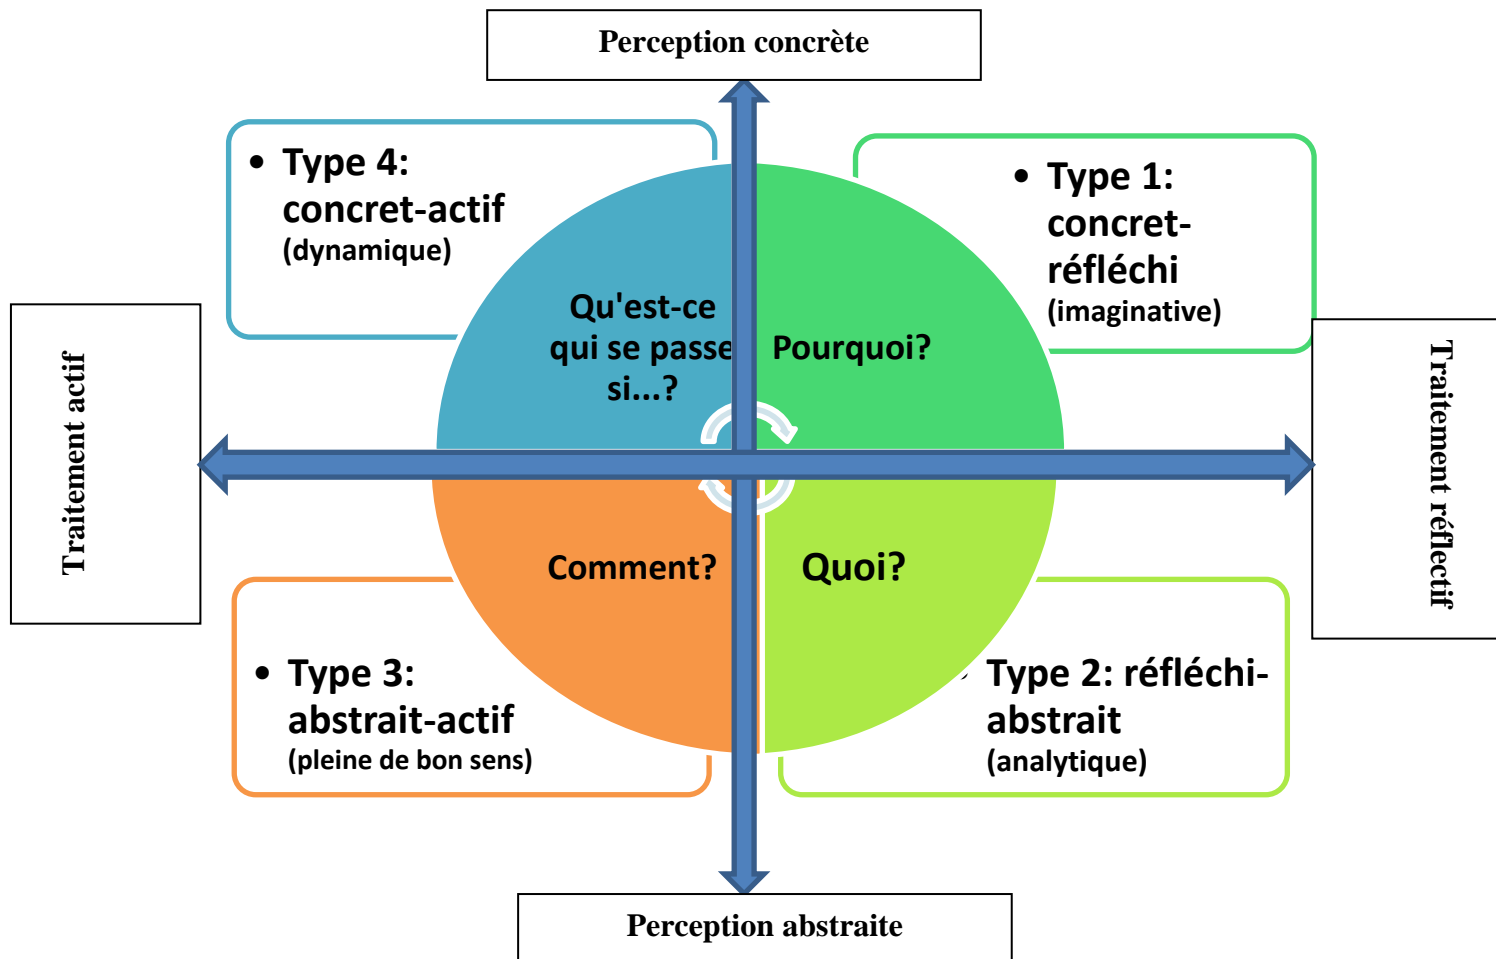 Perception concrète
• Type 4:
concret-actif
(dynamique)
• Type 1:
concret-
réfléchi
(imaginative)
Qu'est-ce
qui se passe
si...?
Pourquoi?
Traitement actif
Traitement réflectif
Comment?
Quoi?
• Type 3:
abstrait-actif
(pleine de bon sens)
• Type 2: réfléchi-
abstrait
(analytique)
Perception abstraite